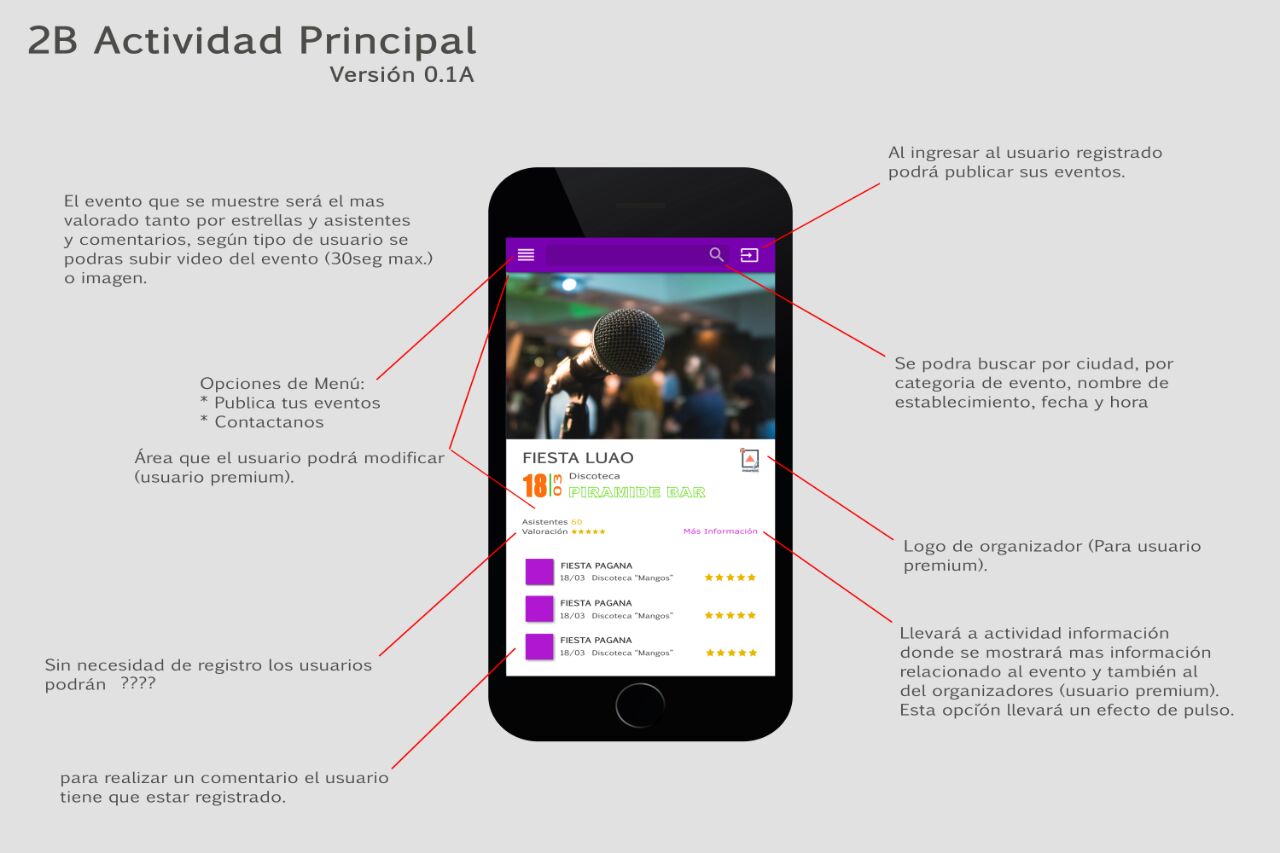 2B Actividad Principal
Versión 0.1A
El evento que se muestre será el mas
valorado tanto por estrellas y asistentes
y comentarios, según tipo de usuario se
podras subir video del evento (30seg max.)
o imagen.
Opciones de Menú:
* Publica tus eventos
* Contactanos
Área que el usuario podrá modificar
(usuario premium).
Sin necesidad de registro los usuarios
podrán ????
para realizar un comentario el usuario
tiene que estar registrado.
FIESTA LUAO
18 03
Discoteca
PIRAMIDE BAR
Asistentes 60
Valoración ★★★★★
Más Información
FIESTA PAGANA
18/03 Discoteca "Mangos" ★★★★★
FIESTA PAGANA
18/03 Discoteca "Mangos" ★★★★★
FIESTA PAGANA
18/03 Discoteca "Mangos" ★★★★★
Al ingresar al usuario registrado
podrá publicar sus eventos.
Se podra buscar por ciudad, por
categoria de evento, nombre de
establecimiento, fecha y hora
Logo de organizador (Para usuario
premium).
Llevará a actividad información
donde se mostrará mas información
relacionado al evento y también al
del organizadores (usuario premium).
Esta opcíón llevará un efecto de pulso.